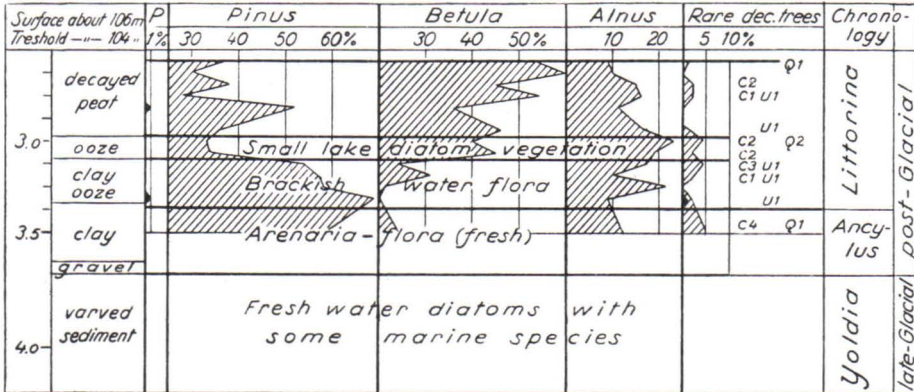 Surface about 106m
Treshold —"— 104 "
P
1%
Pinus
30 40 50 60%
Betula
30 40 50%
Alnus
10 20
Rare dec. trees
5 10%
Chrono-
logy
decayed
peat
Q1
C2
C1 U1
U1
3.0
ooze
Small lake diatom vegetation
C2 Q2
C2
clay
ooze
Brackish water flora
C3 U1
C1 U1
U1
3.5
clay
Arenaria-flora (fresh)
C4 Q1
gravel
varved
sediment
Fresh water diatoms with
some marine species
4.0
Littorina
Ancy-
lus
Yoldia
post-Glacial
late-Glacial